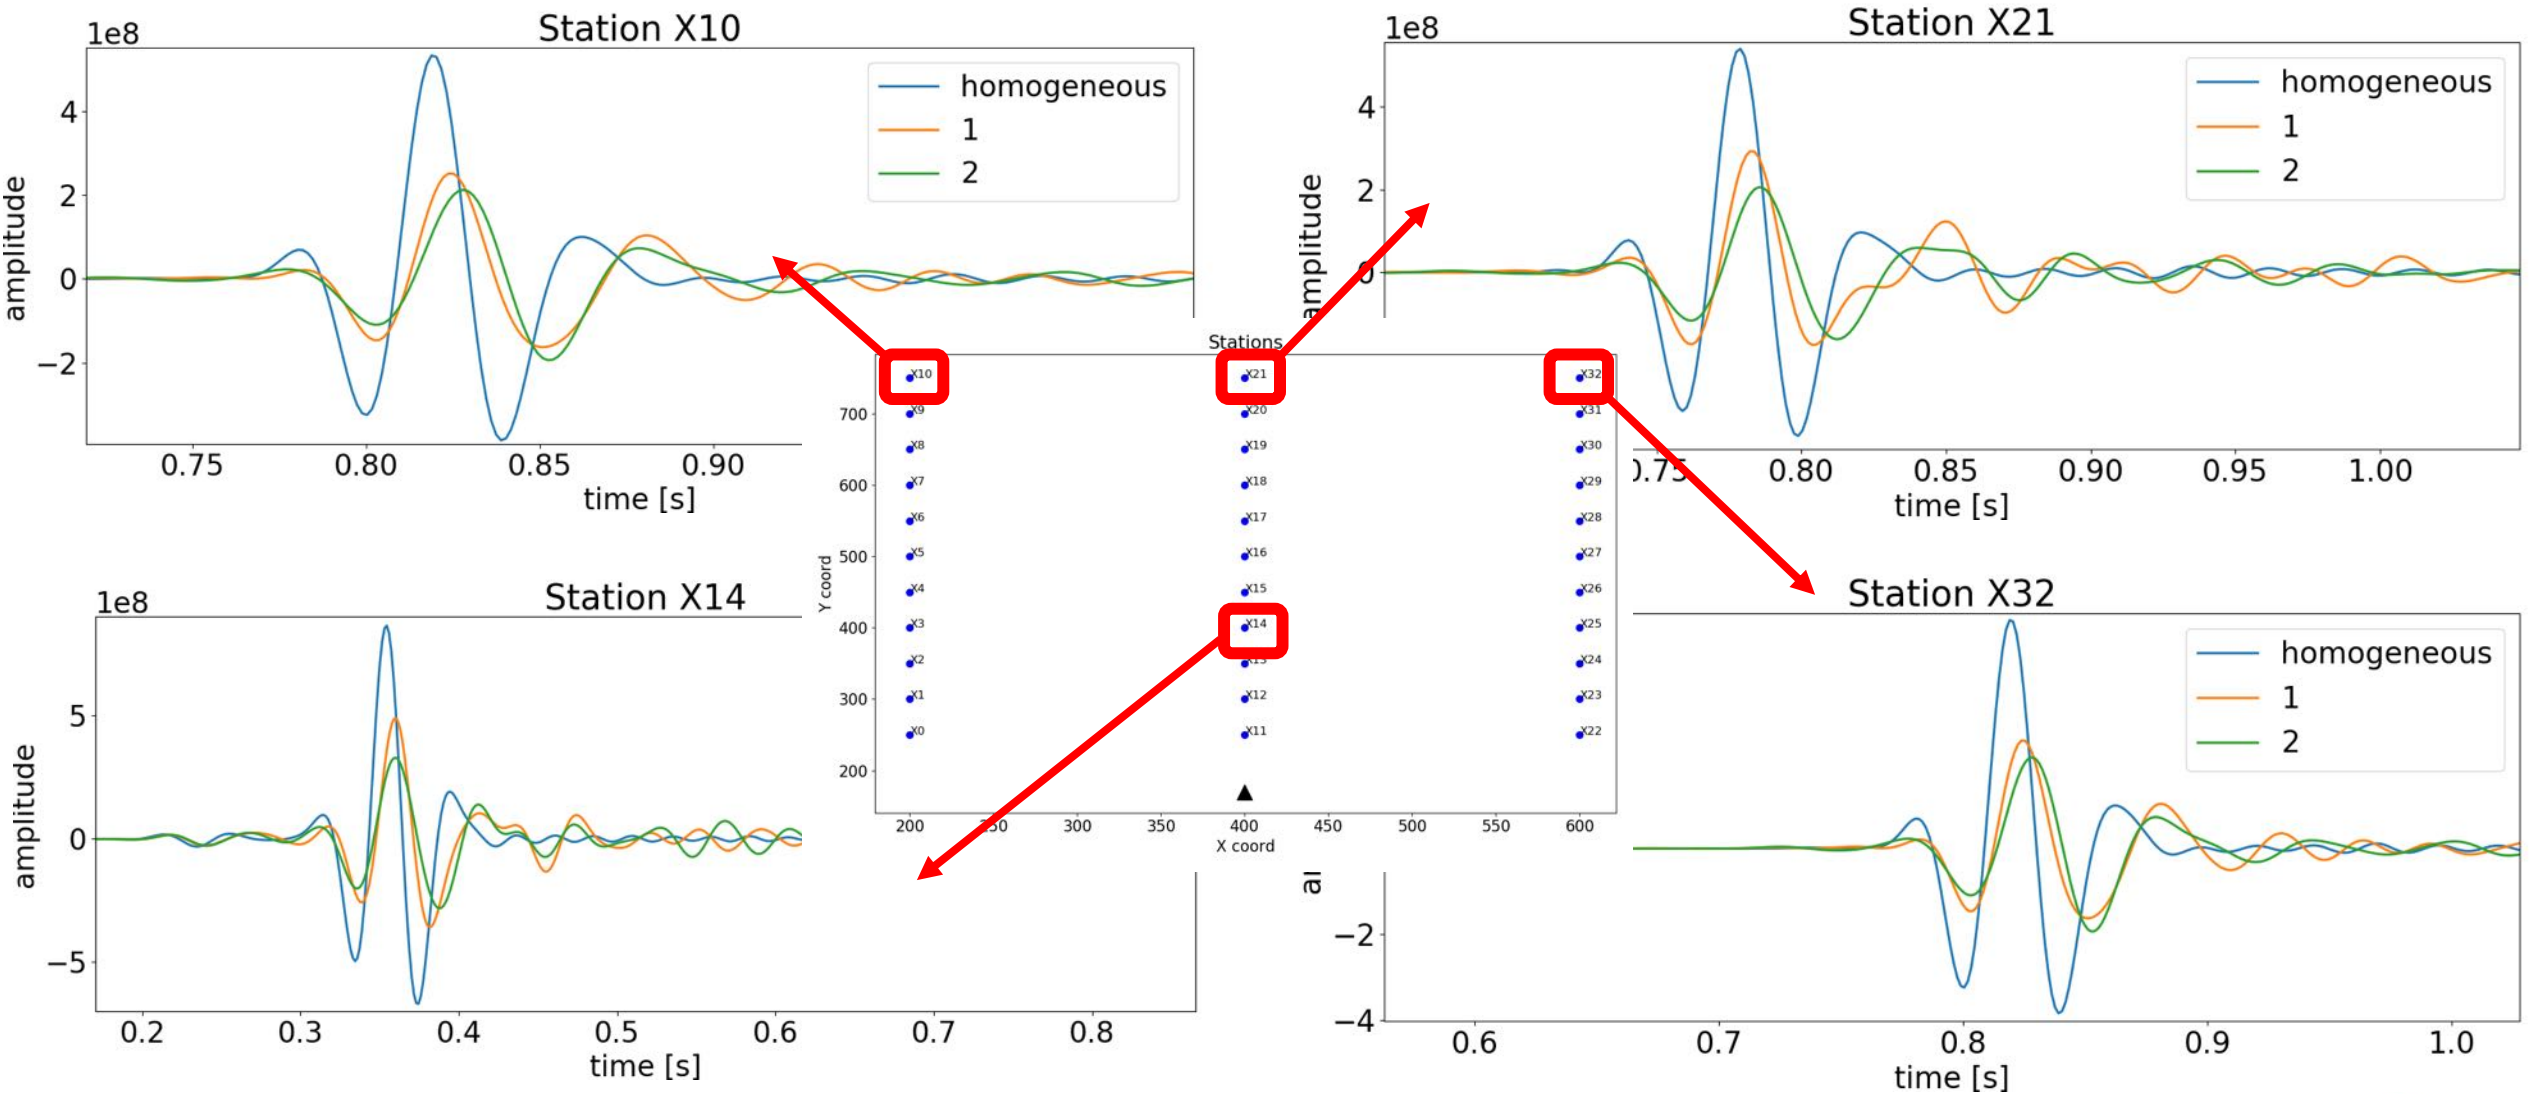 Station X10
1e8
homogeneous
1
2
4
2
0
−2
amplitude
0.75
0.80
0.85
0.90
time [s]
Station X21
1e8
homogeneous
1
2
4
2
0
amplitude
0.75
0.80
0.85
0.90
0.95
1.00
time [s]
Stations
X10
X9
X8
X7
X6
X5
X4
X3
X2
X1
X0
X21
X20
X19
X18
X17
X16
X15
X14
X13
X12
X11
X32
X31
X30
X29
X28
X27
X26
X25
X24
X23
X22
700
600
500
400
300
200
Y coord
200
250
300
350
400
450
500
550
600
X coord
Station X14
1e8
5
0
−5
amplitude
0.2
0.3
0.4
0.5
0.6
0.7
0.8
time [s]
Station X32
homogeneous
1
2
−2
−4
0.6
0.7
0.8
0.9
1.0
time [s]